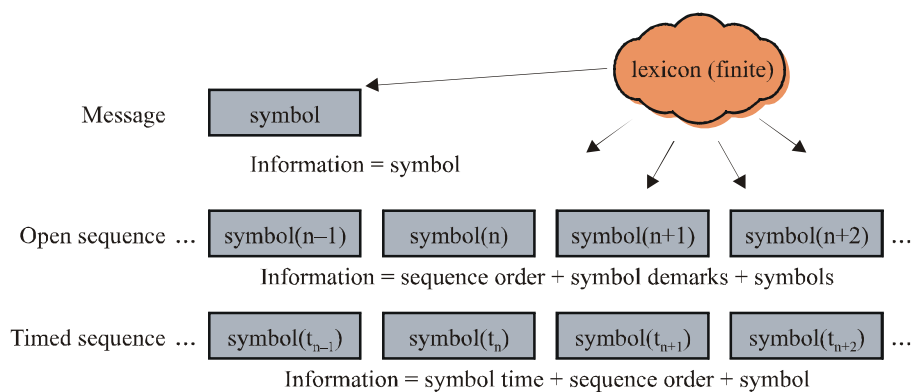 lexicon (finite)
Message symbol
Information = symbol
Open sequence ... symbol(n–1) symbol(n) symbol(n+1) symbol(n+2) ...
Information = sequence order + symbol demarks + symbols
Timed sequence ... symbol(tₙ₋₁) symbol(tₙ) symbol(tₙ₊₁) symbol(tₙ₊₂) ...
Information = symbol time + sequence order + symbol